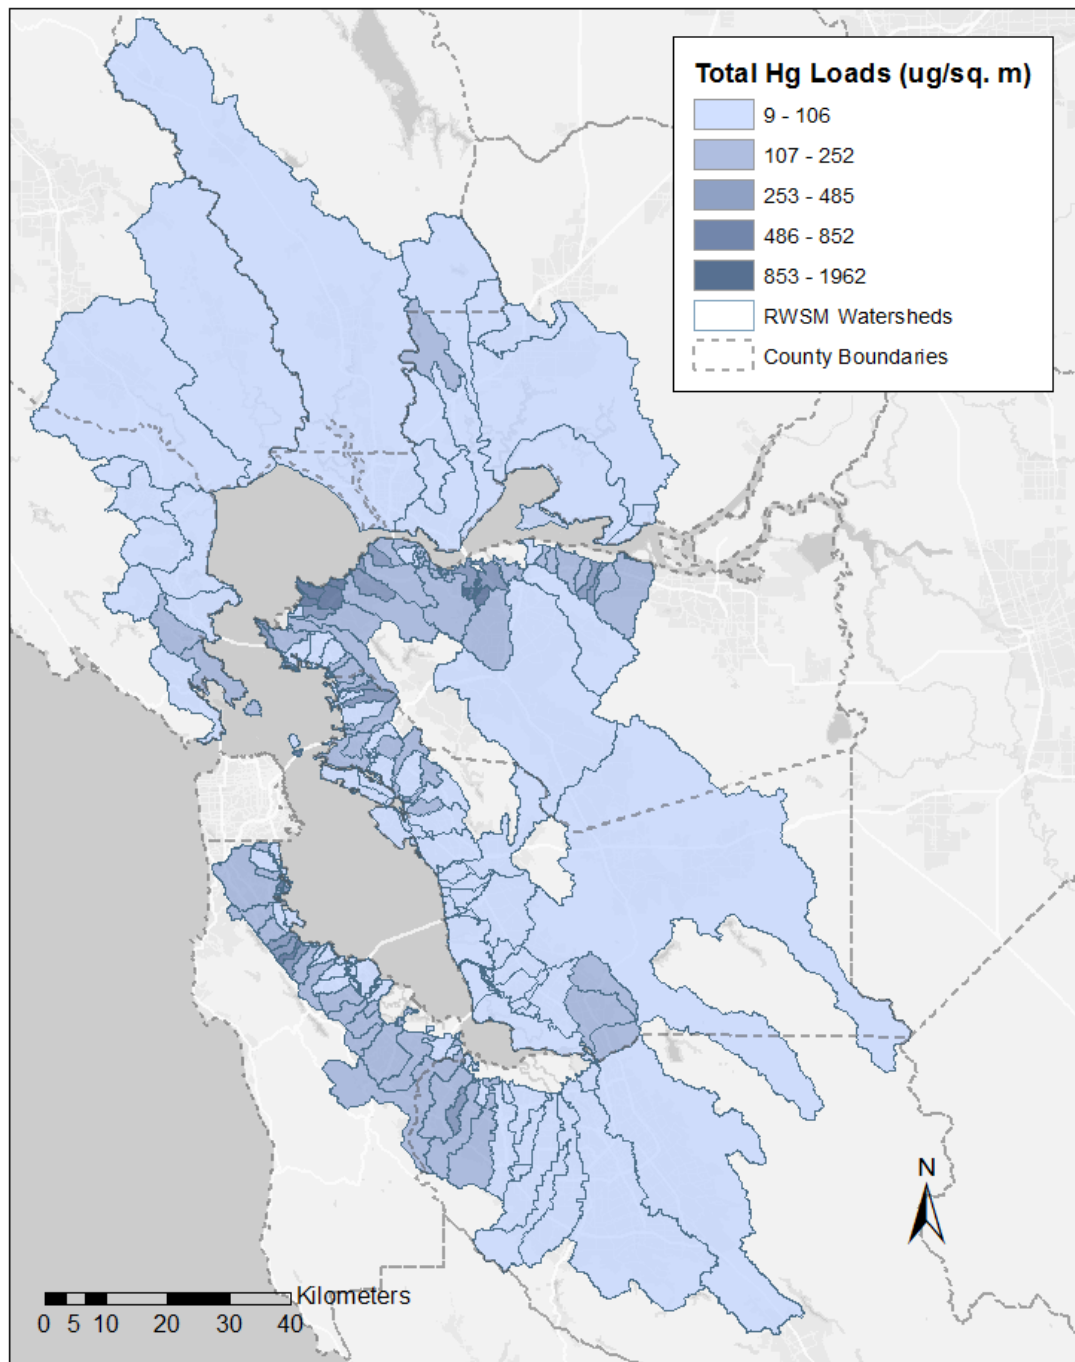 Total Hg Loads (ug/sq. m)
9 - 106
107 - 252
253 - 485
486 - 852
853 - 1962
RWSM Watersheds
County Boundaries
N
Kilometers
0 5 10 20 30 40